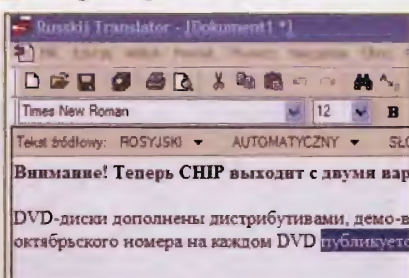 Russkij Translator - [Dokument1 *]
Times New Roman 12 B
Tekst źródłowy: ROSYJSKI AUTOMATYCZNY
Внимание! Теперь CHIP выходит с двумя вар
DVD-диски дополнены дистрибутивами, демо-в
октябрьского номера на каждом DVD публикуетс